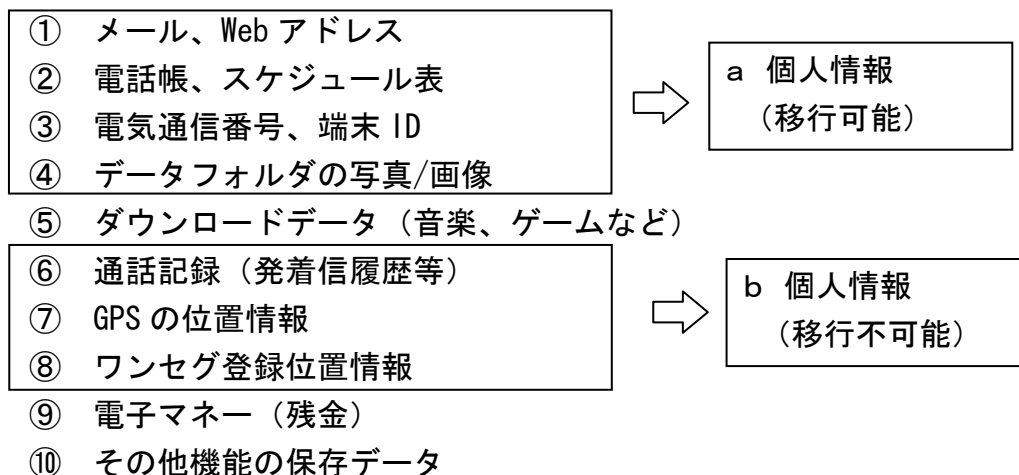 ① メール、Web アドレス
② 電話帳、スケジュール表
③ 電気通信番号、端末 ID
④ データフォルダの写真/画像
a 個人情報
（移行可能）
⑤ ダウンロードデータ（音楽、ゲームなど）
⑥ 通話記録（発着信履歴等）
⑦ GPS の位置情報
⑧ ワンセグ登録位置情報
b 個人情報
（移行不可能）
⑨ 電子マネー（残金）
⑩ その他機能の保存データ